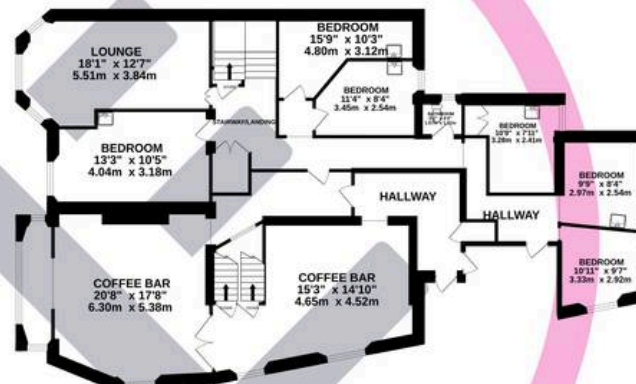 BEDROOM
15'9" x 10'3"
4.80m x 3.12m
LOUNGE
18'1" x 12'7"
5.51m x 3.84m
BEDROOM
11'4" x 8'4"
3.45m x 2.54m
STAIRWAY/LANDING
BEDROOM
10'9" x 7'11"
3.28m x 2.41m
BEDROOM
13'3" x 10'5"
4.04m x 3.18m
BEDROOM
9'9" x 8'4"
2.97m x 2.54m
HALLWAY
HALLWAY
BEDROOM
10'11" x 9'7"
3.33m x 2.92m
COFFEE BAR
20'8" x 17'8"
6.30m x 5.38m
COFFEE BAR
15'3" x 14'10"
4.65m x 4.52m